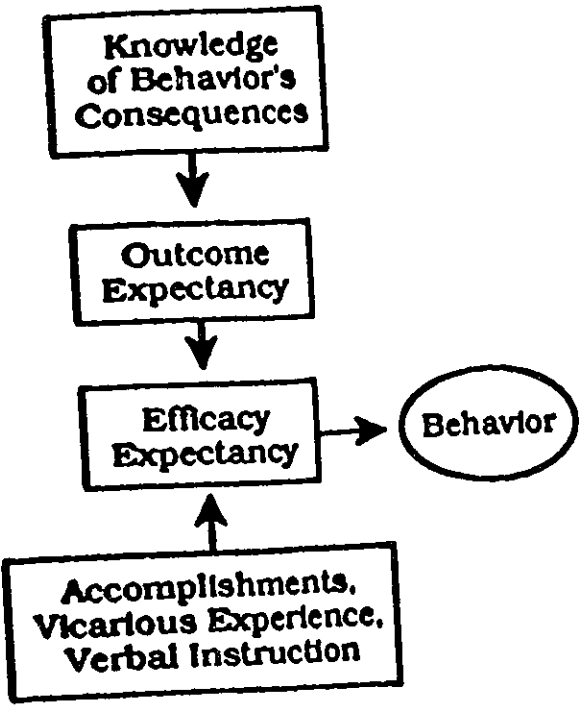 Knowledge
of Behavior's
Consequences
Outcome
Expectancy
Efficacy
Expectancy
Behavior
Accomplishments,
Vicarious Experience,
Verbal Instruction